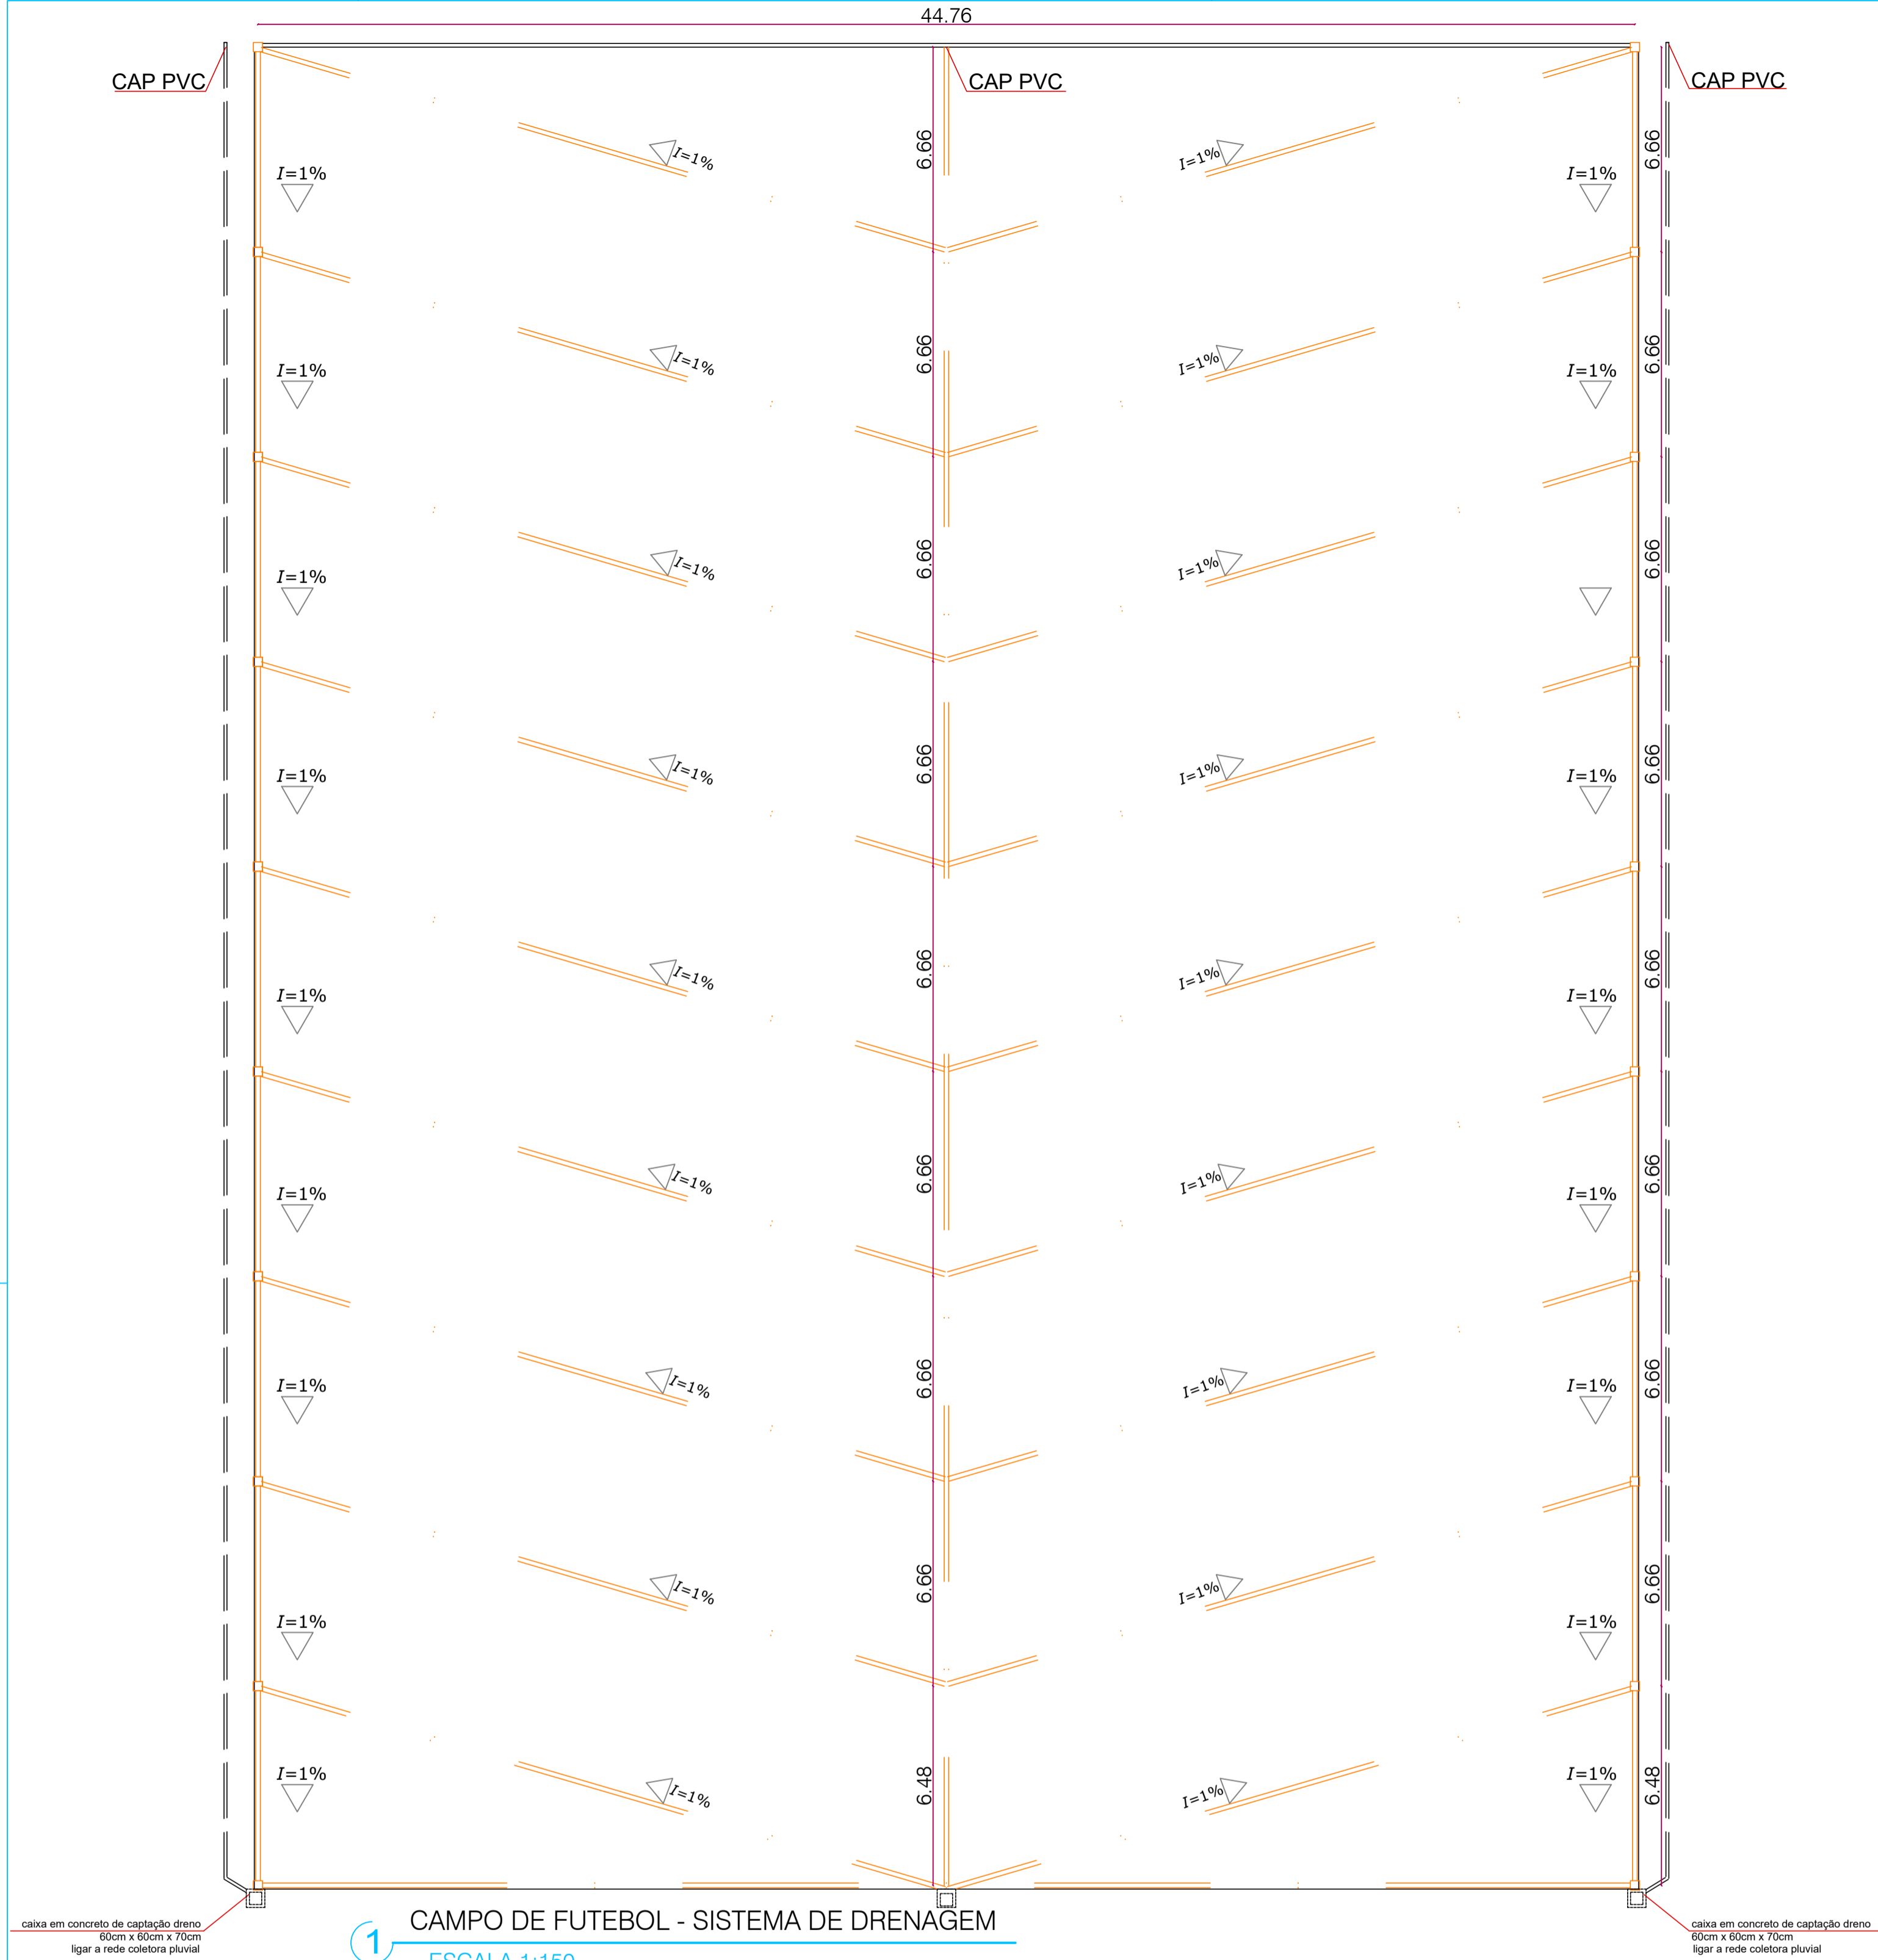 44.76
CAP PVC
CAP PVC
CAP PVC
6.66
6.66
I=1%
I=1%
I=1%
I=1%
6.66
6.66
I=1%
I=1%
I=1%
I=1%
6.66
6.66
I=1%
I=1%
I=1%
6.66
6.66
I=1%
I=1%
I=1%
I=1%
6.66
6.66
I=1%
I=1%
I=1%
I=1%
6.66
6.66
I=1%
I=1%
I=1%
I=1%
6.66
6.66
I=1%
I=1%
I=1%
I=1%
6.66
6.66
I=1%
I=1%
I=1%
I=1%
6.48
6.48
I=1%
I=1%
I=1%
I=1%
caixa em concreto de captação dreno
60cm x 60cm x 70cm
ligar a rede coletora pluvial
1
CAMPO DE FUTEBOL - SISTEMA DE DRENAGEM
ESCALA 1:150
caixa em concreto de captação dreno
60cm x 60cm x 70cm
ligar a rede coletora pluvial